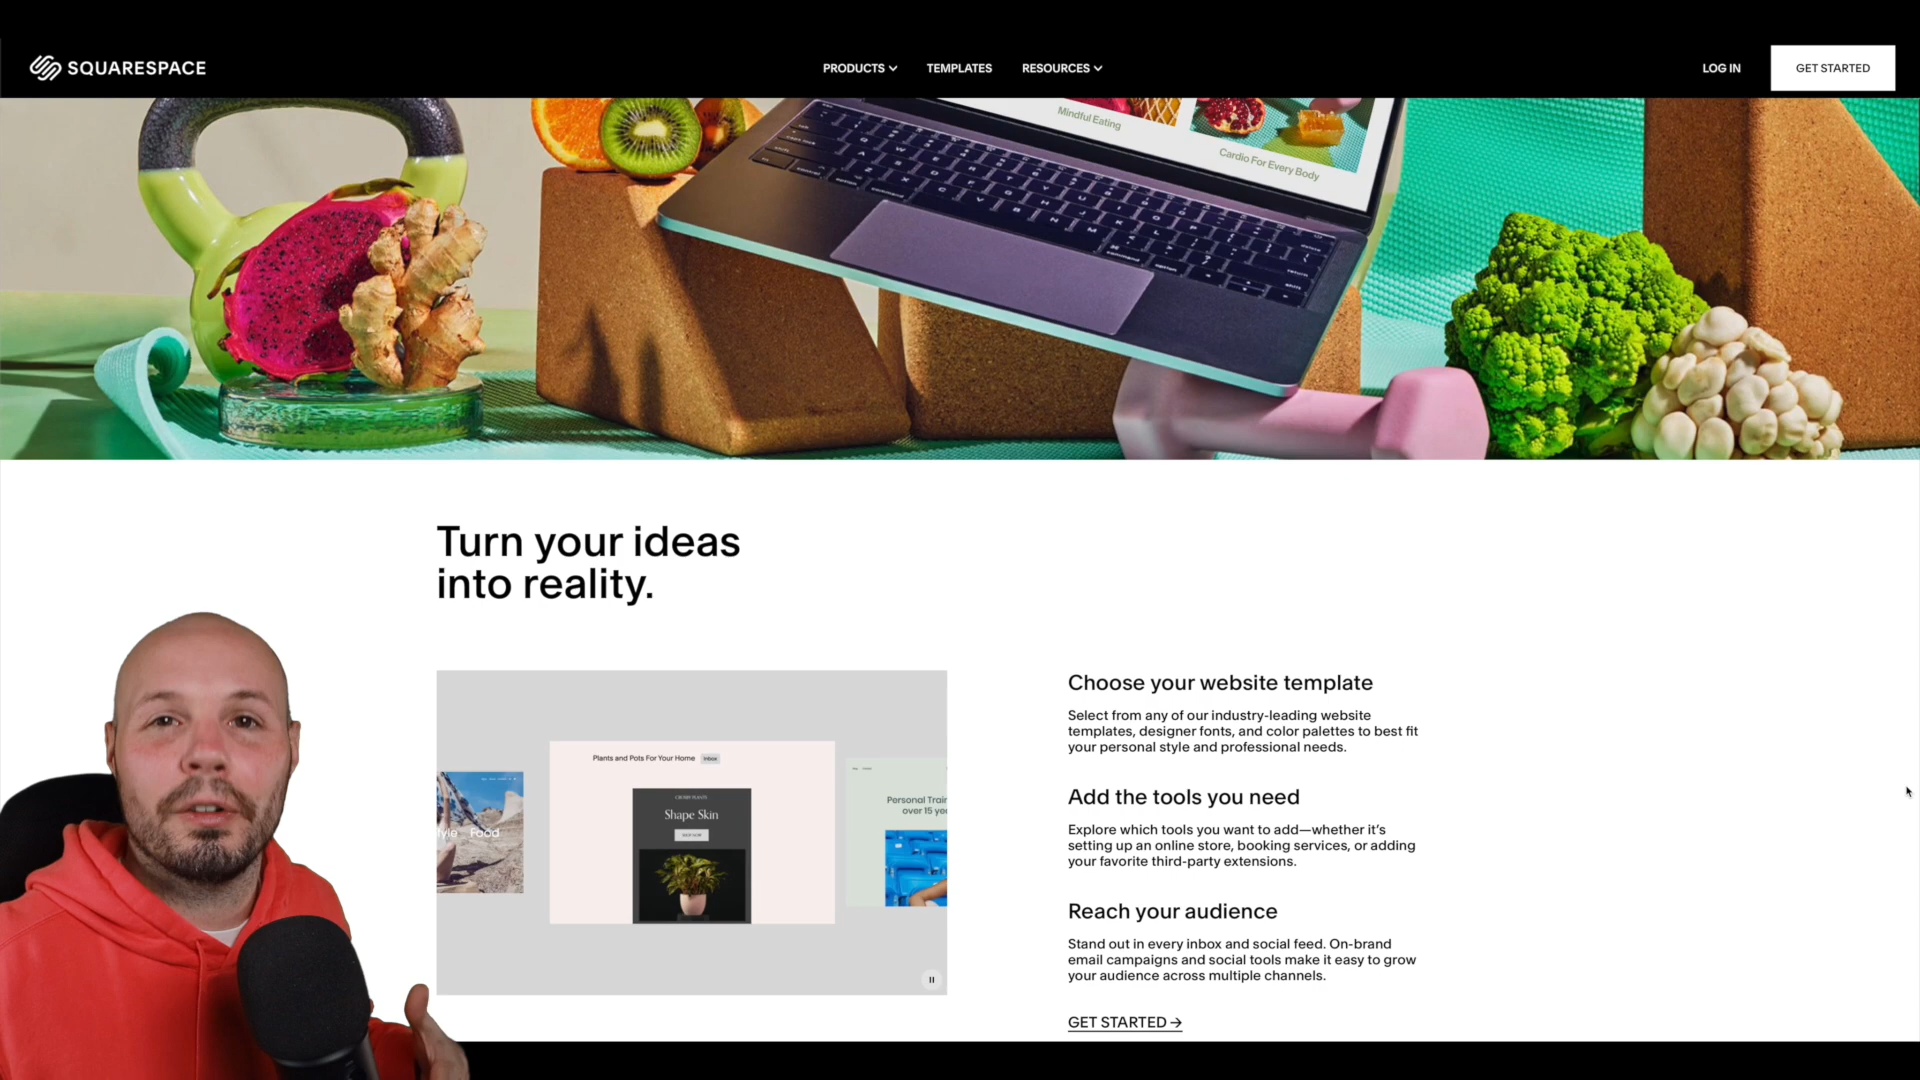 SQUARESPACE
PRODUCTS
TEMPLATES
RESOURCES
LOG IN
GET STARTED
Mindful Eating
Cardio For Every Body
Turn your ideas
into reality.
Plants and Pots For Your Home
Inbox
Shape Skin
SHOP NOW
tyle Food
Personal Train
over 15 yea
Choose your website template
Select from any of our industry-leading website
templates, designer fonts, and color palettes to best fit
your personal style and professional needs.
Add the tools you need
Explore which tools you want to add—whether it's
setting up an online store, booking services, or adding
your favorite third-party extensions.
Reach your audience
Stand out in every inbox and social feed. On-brand
email campaigns and social tools make it easy to grow
your audience across multiple channels.
GET STARTED →